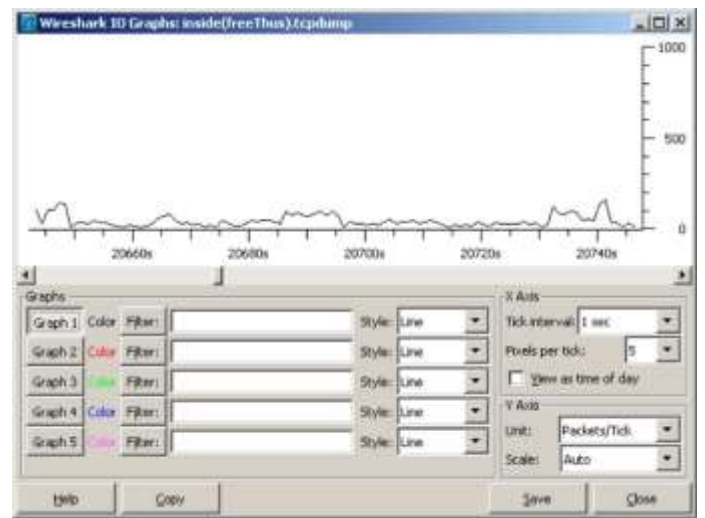 Wireshark IO Graphs: inside(freeThus).tcpdump
1000
500
0
20660s 20680s 20700s 20720s 20740s
Graphs
Graph 1 Color Filter: Style: Line
Graph 2 Color Filter: Style: Line
Graph 3 Color Filter: Style: Line
Graph 4 Color Filter: Style: Line
Graph 5 Color Filter: Style: Line
X Axis
Tick interval: 1 sec
Pixels per tick: 5
View as time of day
Y Axis
Unit: Packets/Tick
Scale: Auto
Help Copy Save Close